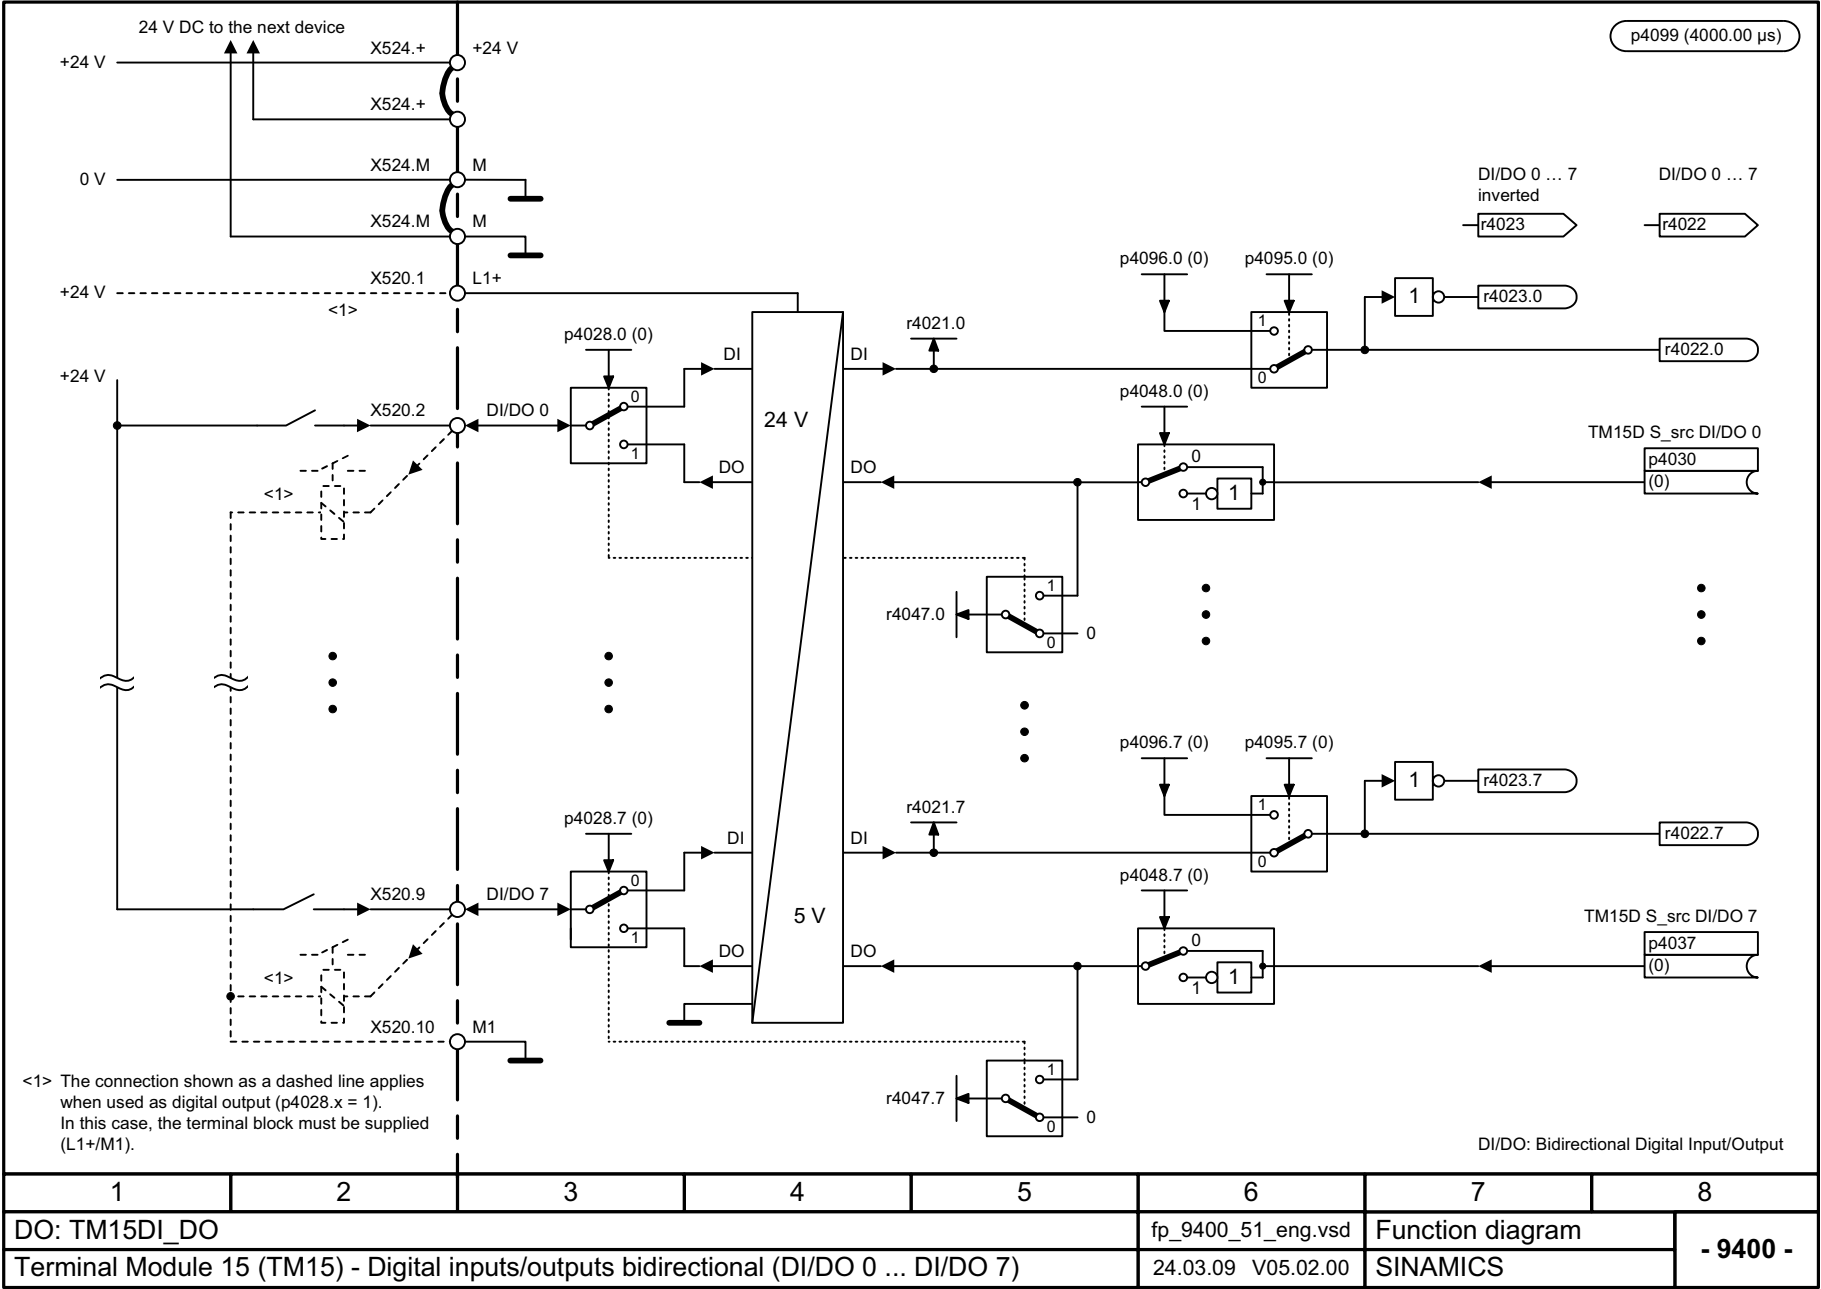 24 V DC to the next device
p4099 (4000.00 µs)
X524.+
+24 V
+24 V
X524.+
X524.M
M
0 V
DI/DO 0 … 7
inverted
DI/DO 0 … 7
X524.M
M
r4023
r4022
p4096.0 (0)
p4095.0 (0)
X520.1
L1+
+24 V
<1>
1
r4023.0
p4028.0 (0)
r4021.0
1
DI
DI
r4022.0
+24 V
0
p4048.0 (0)
0
X520.2
DI/DO 0
24 V
TM15D S_src DI/DO 0
1
0
p4030
DO
DO
(0)
<1>
1
1
1
r4047.0
0
0
p4096.7 (0)
p4095.7 (0)
1
r4023.7
p4028.7 (0)
r4021.7
1
DI
DI
r4022.7
0
p4048.7 (0)
0
X520.9
DI/DO 7
5 V
TM15D S_src DI/DO 7
1
0
p4037
DO
DO
(0)
<1>
1
1
X520.10
M1
1
r4047.7
0
0
<1> The connection shown as a dashed line applies
when used as digital output (p4028.x = 1).
In this case, the terminal block must be supplied
(L1+/M1).
DI/DO: Bidirectional Digital Input/Output
1 2 3 4 5 6 7 8
DO: TM15DI_DO
fp_9400_51_eng.vsd
Function diagram
- 9400 -
Terminal Module 15 (TM15) - Digital inputs/outputs bidirectional (DI/DO 0 ... DI/DO 7)
24.03.09 V05.02.00
SINAMICS